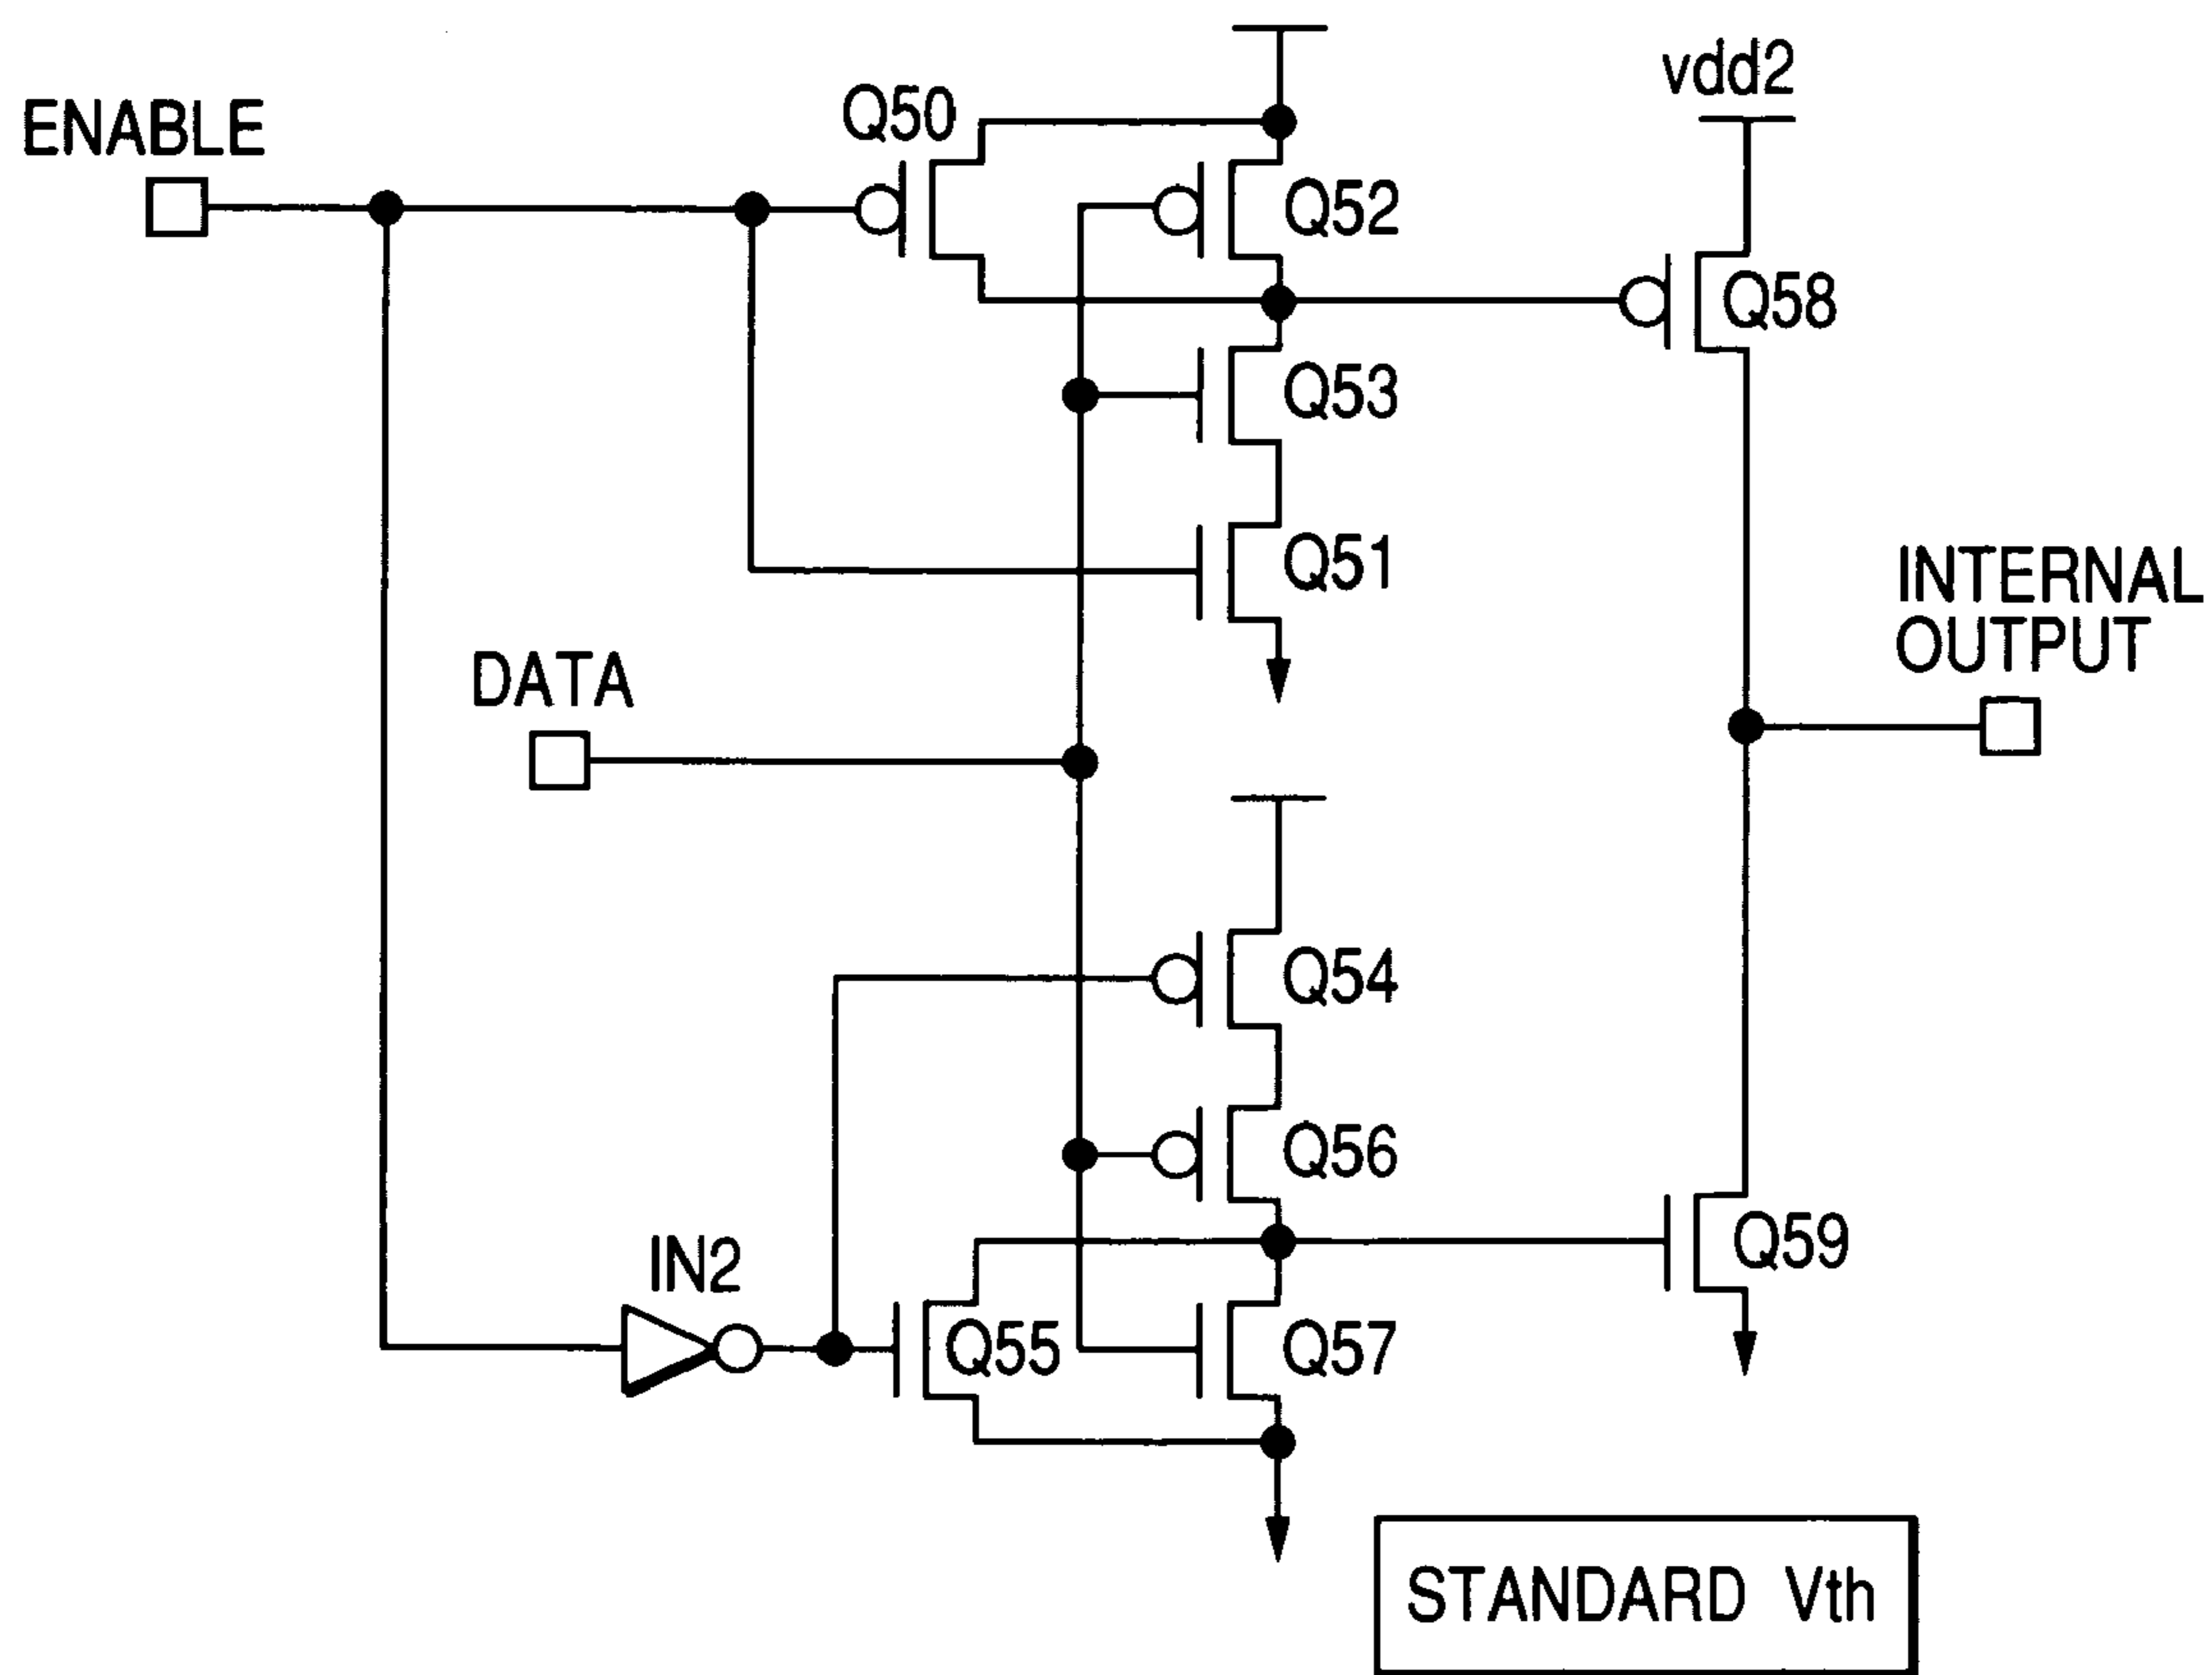 vdd2
Q50
ENABLE
Q52
Q58
Q53
Q51
INTERNAL
OUTPUT
DATA
Q54
Q56
IN2
Q59
Q55
Q57
STANDARD Vth